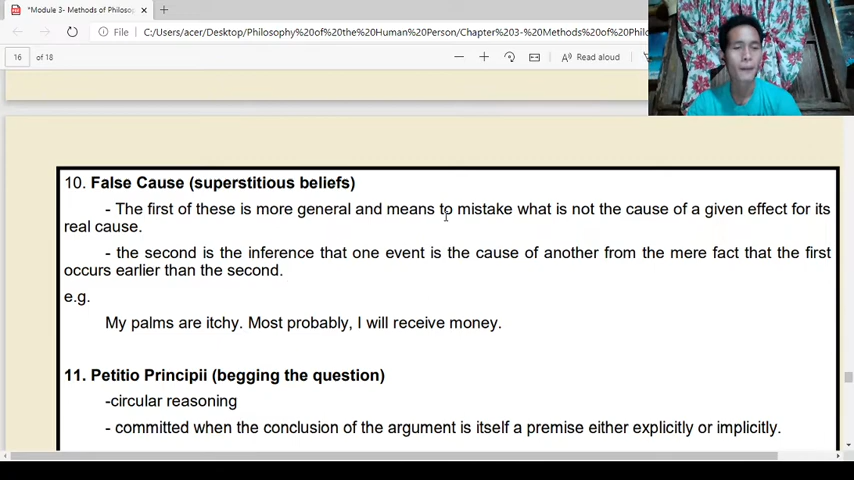 *Module 3- Methods of Philosop
File
C:/Users/acer/Desktop/Philosophy%20of%20the%20Human%20Person/Chapter%203-%20Methods%20of%20Phil
16 of 18
Read aloud
10. False Cause (superstitious beliefs)
- The first of these is more general and means to mistake what is not the cause of a given effect for its
real cause.
- the second is the inference that one event is the cause of another from the mere fact that the first
occurs earlier than the second.
e.g.
My palms are itchy. Most probably, I will receive money.
11. Petitio Principii (begging the question)
-circular reasoning
- committed when the conclusion of the argument is itself a premise either explicitly or implicitly.